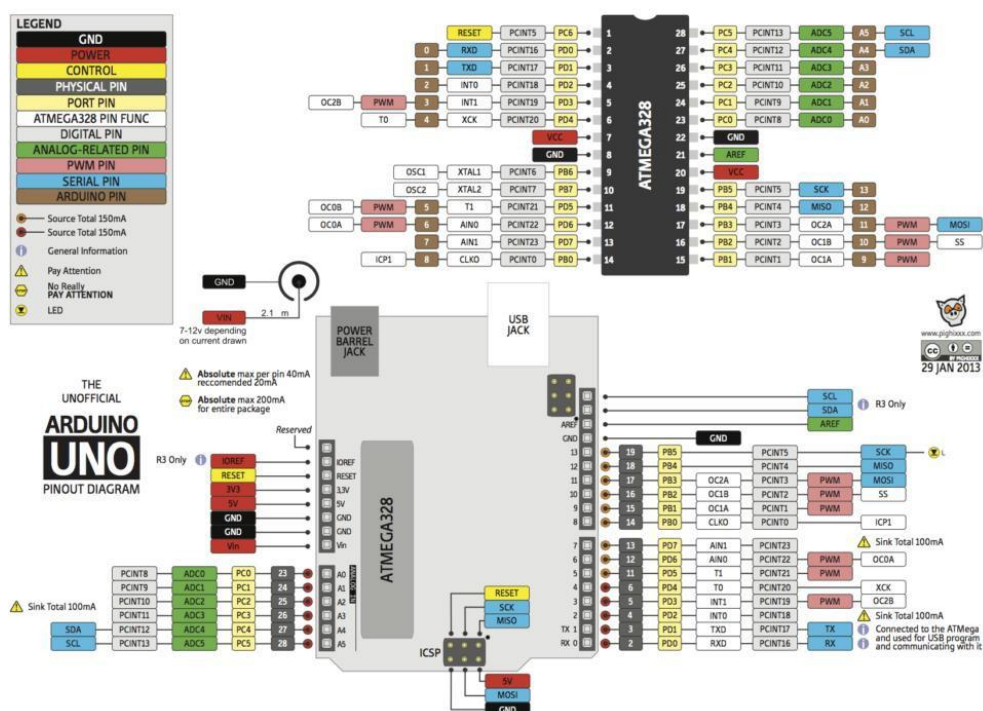 LEGEND
GND
POWER
CONTROL
PHYSICAL PIN
PORT PIN
ATMEGA328 PIN FUNC
DIGITAL PIN
ANALOG-RELATED PIN
PWM PIN
SERIAL PIN
ARDUINO PIN
Source Total 150mA
Source Total 150mA
General Information
Pay Attention
No Really
PAY ATTENTION
LED
RESET PCINT5 PC6 1
0 RXD PCINT16 PD0 2
1 TXD PCINT17 PD1 3
2 INT0 PCINT18 PD2 4
OC2B PWM 3 INT1 PCINT19 PD3 5
T0 4 XCK PCINT20 PD4 6
VCC 7
GND 8
OSC1 XTAL1 PCINT6 PB6 9
OSC2 XTAL2 PCINT7 PB7 10
OC0B PWM 5 T1 PCINT21 PD5 11
OC0A PWM 6 AIN0 PCINT22 PD6 12
7 AIN1 PCINT23 PD7 13
ICP1 8 CLKO PCINT0 PB0 14
ATMEGA328
28 PC5 PCINT13 ADC5 A5 SCL
27 PC4 PCINT12 ADC4 A4 SDA
26 PC3 PCINT11 ADC3 A3
25 PC2 PCINT10 ADC2 A2
24 PC1 PCINT9 ADC1 A1
23 PC0 PCINT8 ADC0 A0
22 GND
21 AREF
20 VCC
19 PB5 PCINT5 SCK 13
18 PB4 PCINT4 MISO 12
17 PB3 PCINT3 OC2A 11 PWM MOSI
16 PB2 PCINT2 OC1B 10 PWM SS
15 PB1 PCINT1 OC1A 9 PWM
GND
VIN 2.1 m
7-12v depending
on current drawn
POWER
BARREL
JACK
USB
JACK
Absolute max per pin 40mA
reccomended 20mA
Absolute max 200mA
for entire package
www.pighixxx.com
cc
BY PIGHIXXX
29 JAN 2013
THE
UNOFFICIAL
ARDUINO
UNO
PINOUT DIAGRAM
Reserved
R3 Only IOREF IOREF
RESET RESET
3V3 3,3V
5V 5V
GND GND
GND GND
Vin Vin
ATMEGA328
ANALOG IN
PCINT8 ADC0 PC0 23 A0
PCINT9 ADC1 PC1 24 A1
PCINT10 ADC2 PC2 25 A2
Sink Total 100mA
PCINT11 ADC3 PC3 26 A3
SDA PCINT12 ADC4 PC4 27 A4
SCL PCINT13 ADC5 PC5 28 A5
SCL
SDA
R3 Only
AREF AREF
GND GND
13 19 PB5 PCINT5 SCK L
12 18 PB4 PCINT4 MISO
11 17 PB3 OC2A PCINT3 PWM MOSI
10 16 PB2 OC1B PCINT2 PWM SS
9 15 PB1 OC1A PCINT1 PWM
8 14 PB0 CLKO PCINT0 ICP1
Sink Total 100mA
7 13 PD7 AIN1 PCINT23
6 12 PD6 AIN0 PCINT22 PWM OC0A
5 11 PD5 T1 PCINT21 PWM
4 6 PD4 T0 PCINT20 XCK
3 5 PD3 INT1 PCINT19 PWM OC2B
2 4 PD2 INT0 PCINT18
Sink Total 100mA
TX 1 3 PD1 TXD PCINT17 TX
RX 0 2 PD0 RXD PCINT16 RX
Connected to the ATMega
and used for USB program
and communicating with it
RESET
SCK
MISO
ICSP
5V
MOSI
GND